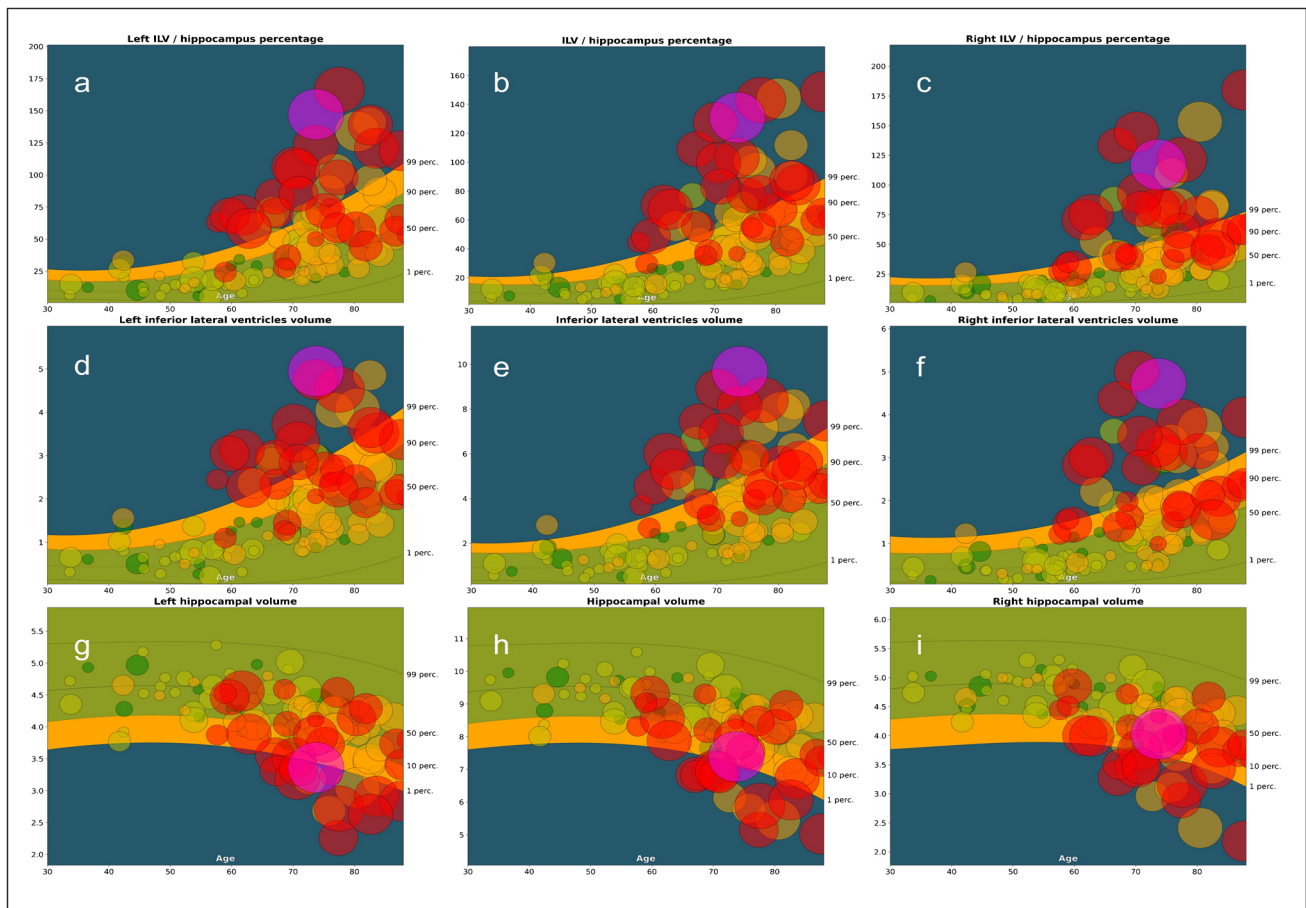 Left ILV / hippocampus percentage
a
200
175
150
125
100
75
50
25
99 perc.
90 perc.
50 perc.
1 perc.
Age
30 40 50 60 70 80
ILV / hippocampus percentage
b
160
140
120
100
80
60
40
20
99 perc.
90 perc.
50 perc.
1 perc.
Age
30 40 50 60 70 80
Right ILV / hippocampus percentage
c
200
175
150
125
100
75
50
25
99 perc.
90 perc.
50 perc.
1 perc.
30 40 50 60 70 80
Left inferior lateral ventricles volume
d
5
4
3
2
1
99 perc.
90 perc.
50 perc.
1 perc.
Age
30 40 50 60 70 80
Inferior lateral ventricles volume
e
10
8
6
4
2
99 perc.
90 perc.
50 perc.
1 perc.
Age
30 40 50 60 70 80
Right inferior lateral ventricles volume
f
6
5
4
3
2
1
99 perc.
90 perc.
50 perc.
1 perc.
Age
30 40 50 60 70 80
Left hippocampal volume
g
5.5
5.0
4.5
4.0
3.5
3.0
2.5
2.0
99 perc.
50 perc.
10 perc.
1 perc.
Age
30 40 50 60 70 80
Hippocampal volume
h
11
10
9
8
7
6
5
99 perc.
50 perc.
10 perc.
1 perc.
Age
30 40 50 60 70 80
Right hippocampal volume
i
6.0
5.5
5.0
4.5
4.0
3.5
3.0
2.5
2.0
99 perc.
50 perc.
10 perc.
1 perc.
Age
30 40 50 60 70 80